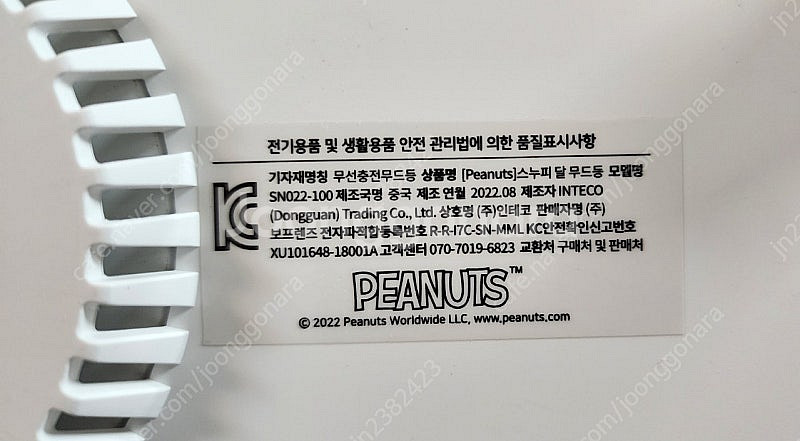 전기용품 및 생활용품 안전 관리법에 의한 품질표시사항
기자재명칭 무선충전무드등 상품명 [Peanuts]스누피 달 무드등 모델명
SN022-100 제조국명 중국 제조 연월 2022.08 제조자 INTECO
(Dongguan) Trading Co., Ltd. 상호명 (주)인테코 판매자명 (주)
보프렌즈 전자파적합등록번호 R-R-I7C-SN-MML KC안전확인신고번호
XU101648-18001A 고객센터 070-7019-6823 교환처 구매처 및 판매처
KC
PEANUTS™
© 2022 Peanuts Worldwide LLC, www.peanuts.com
cafe.naver.com/joonggonara
jn2382423